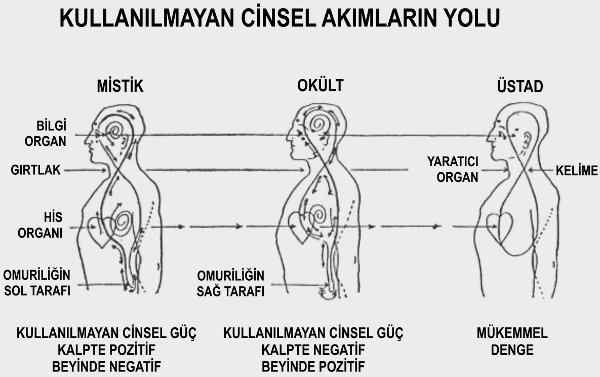 KULLANILMAYAN CİNSEL AKIMLARIN YOLU
MİSTİK
OKÜLT
ÜSTAD
BİLGİ
ORGAN
GIRTLAK
YARATICI
ORGAN
KELİME
HİS
ORGANI
OMURİLİĞİN
SOL TARAFI
OMURİLİĞİN
SAĞ TARAFI
KULLANILMAYAN CİNSEL GÜÇ
KALPTE POZİTİF
BEYİNDE NEGATİF
KULLANILMAYAN CİNSEL GÜÇ
KALPTE NEGATİF
BEYİNDE POZİTİF
MÜKEMMEL
DENGE